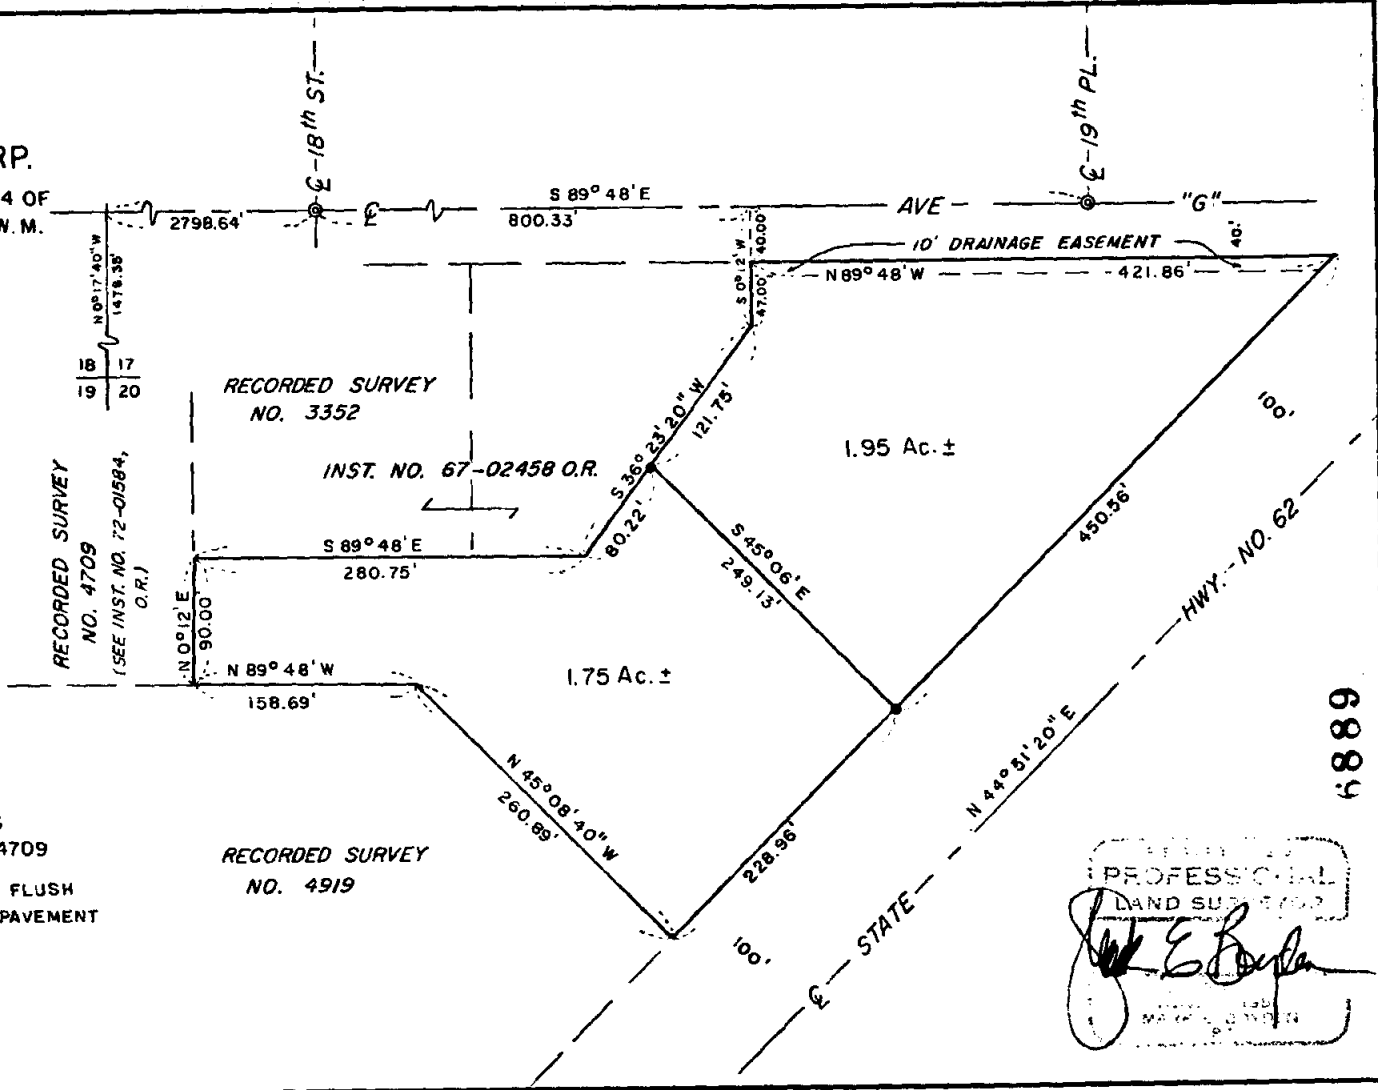 RP.
4 OF
W. M.
℄-18th ST.
℄-19th PL.
2798.64'
℄
S 89° 48' E
800.33'
AVE
"G"
N 0° 17' 40" W
1478.35'
18 17
19 20
S 0° 12' W
40.00'
47.00'
10' DRAINAGE EASEMENT
40'
N 89° 48' W
421.86'
RECORDED SURVEY
NO. 3352
INST. NO. 67-02458 O.R.
S 36° 23' 20" W
121.75'
80.22'
1.95 Ac. ±
100'
450.56'
HWY. NO. 62
RECORDED SURVEY
NO. 4709
(SEE INST. NO. 72-01584,
O.R.)
S 89° 48' E
280.75'
N 0° 12' E
90.00'
S 45° 06' E
249.13'
N 89° 48' W
158.69'
1.75 Ac. ±
N 45° 08' 40" W
260.89'
228.96'
N 44° 51' 20" E
STATE
℄
100'
6889
4709
FLUSH
PAVEMENT
RECORDED SURVEY
NO. 4919
PROFESSIONAL
LAND SURVEYOR